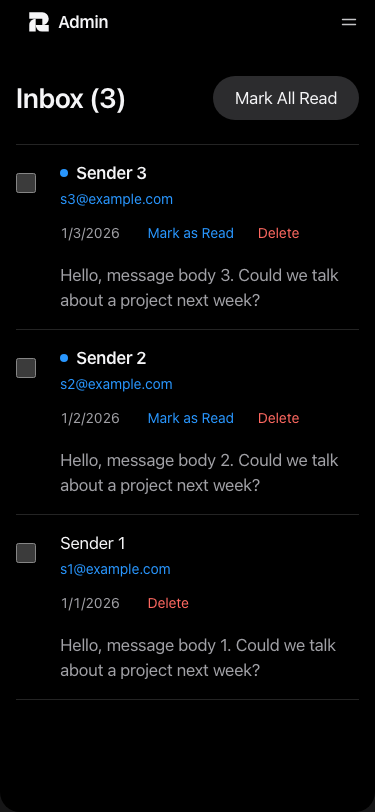 Admin
Inbox (3)
Mark All Read
Sender 3
s3@example.com
1/3/2026 Mark as Read Delete
Hello, message body 3. Could we talk
about a project next week?
Sender 2
s2@example.com
1/2/2026 Mark as Read Delete
Hello, message body 2. Could we talk
about a project next week?
Sender 1
s1@example.com
1/1/2026 Delete
Hello, message body 1. Could we talk
about a project next week?